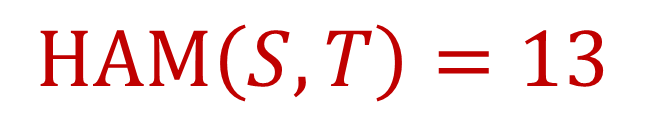 HAM(S, T) = 13